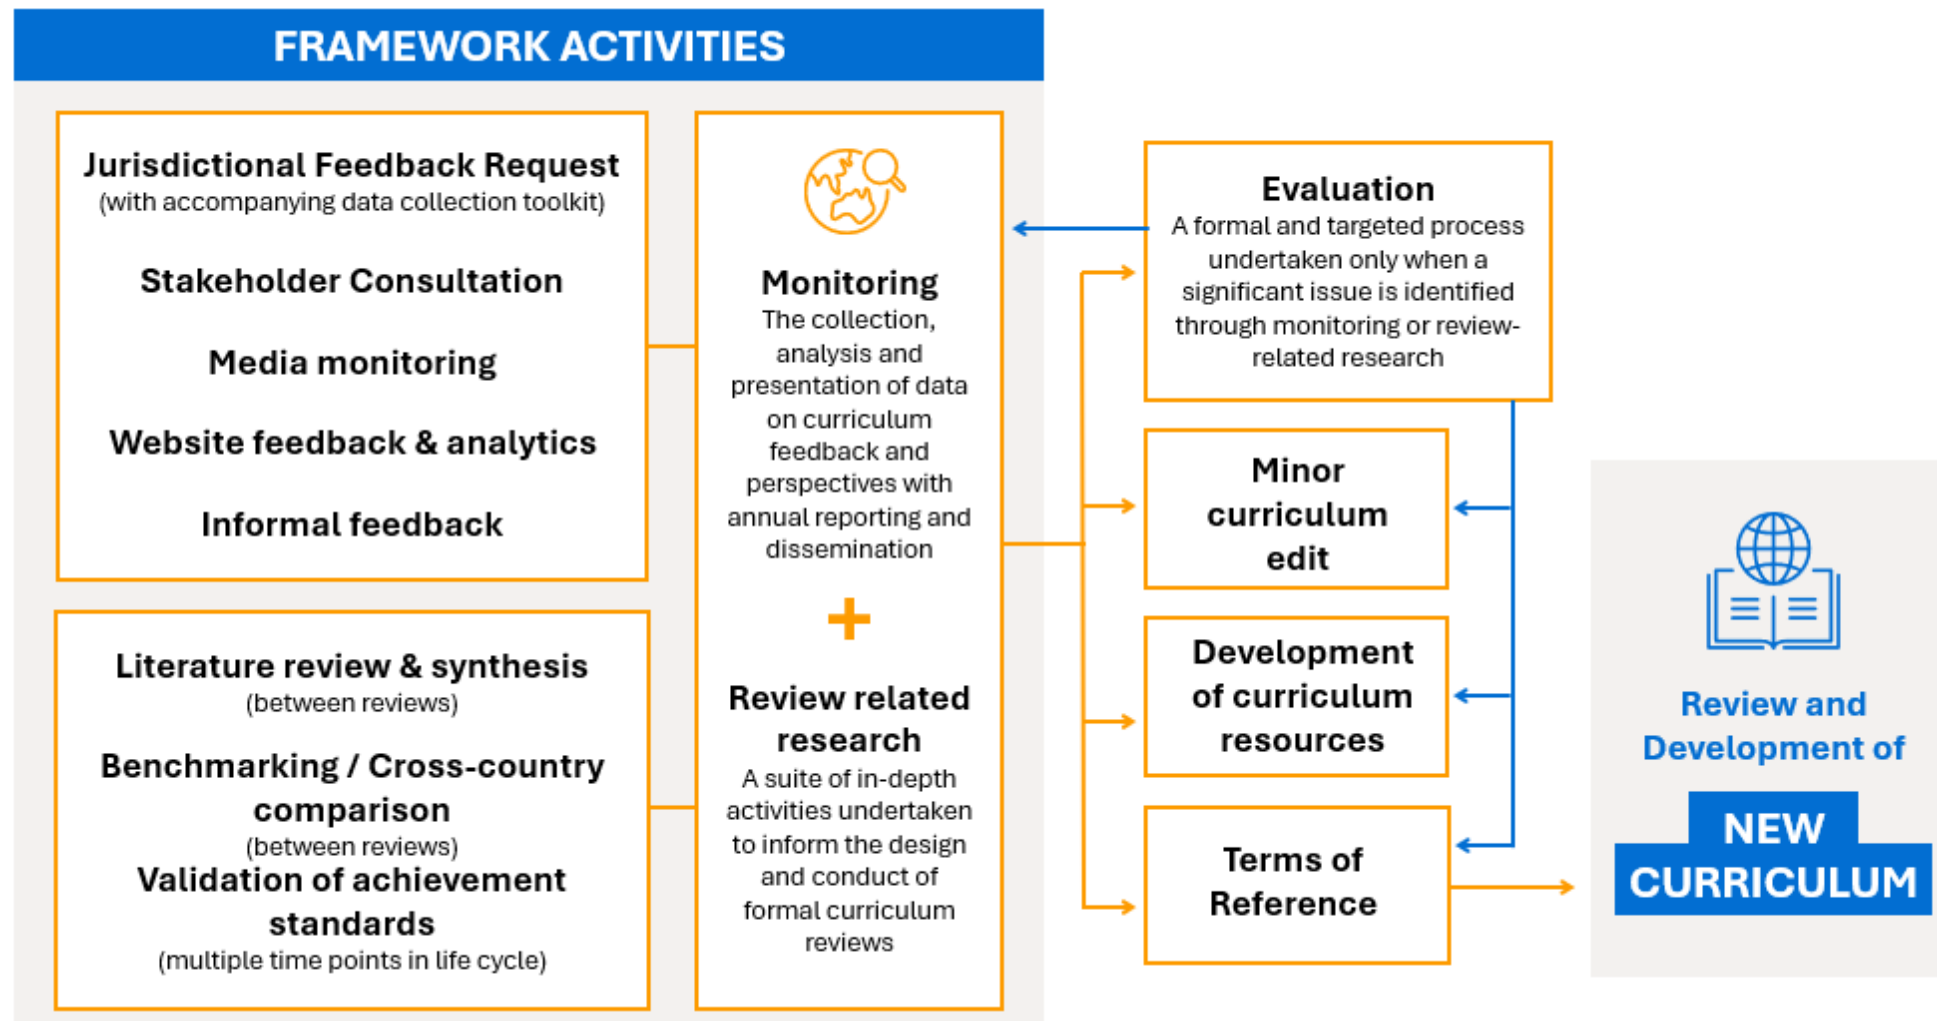 FRAMEWORK ACTIVITIES
Jurisdictional Feedback Request
(with accompanying data collection toolkit)
Stakeholder Consultation
Media monitoring
Website feedback & analytics
Informal feedback
Literature review & synthesis
(between reviews)
Benchmarking / Cross-country
comparison
(between reviews)
Validation of achievement
standards
(multiple time points in life cycle)
Monitoring
The collection,
analysis and
presentation of data
on curriculum
feedback and
perspectives with
annual reporting and
dissemination
+
Review related
research
A suite of in-depth
activities undertaken
to inform the design
and conduct of
formal curriculum
reviews
Evaluation
A formal and targeted process
undertaken only when a
significant issue is identified
through monitoring or review-
related research
Minor
curriculum
edit
Development
of curriculum
resources
Terms of
Reference
Review and
Development of
NEW
CURRICULUM